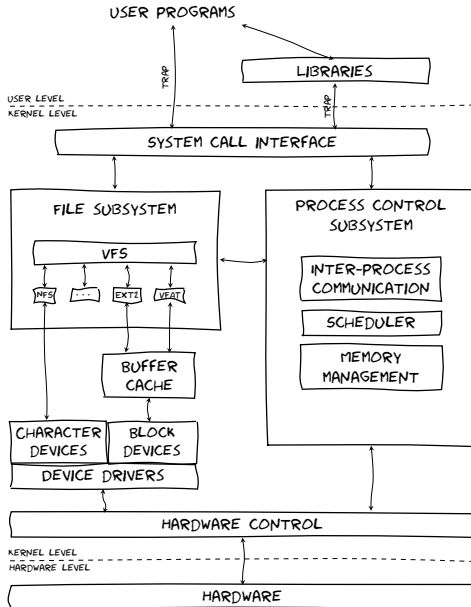 USER PROGRAMS
TRAP
LIBRARIES
TRAP
USER LEVEL
KERNEL LEVEL
SYSTEM CALL INTERFACE
FILE SUBSYSTEM
VFS
NFS
...
EXT2
VFAT
PROCESS CONTROL
SUBSYSTEM
INTER-PROCESS
COMMUNICATION
SCHEDULER
MEMORY
MANAGEMENT
BUFFER
CACHE
CHARACTER
DEVICES
BLOCK
DEVICES
DEVICE DRIVERS
HARDWARE CONTROL
KERNEL LEVEL
HARDWARE LEVEL
HARDWARE